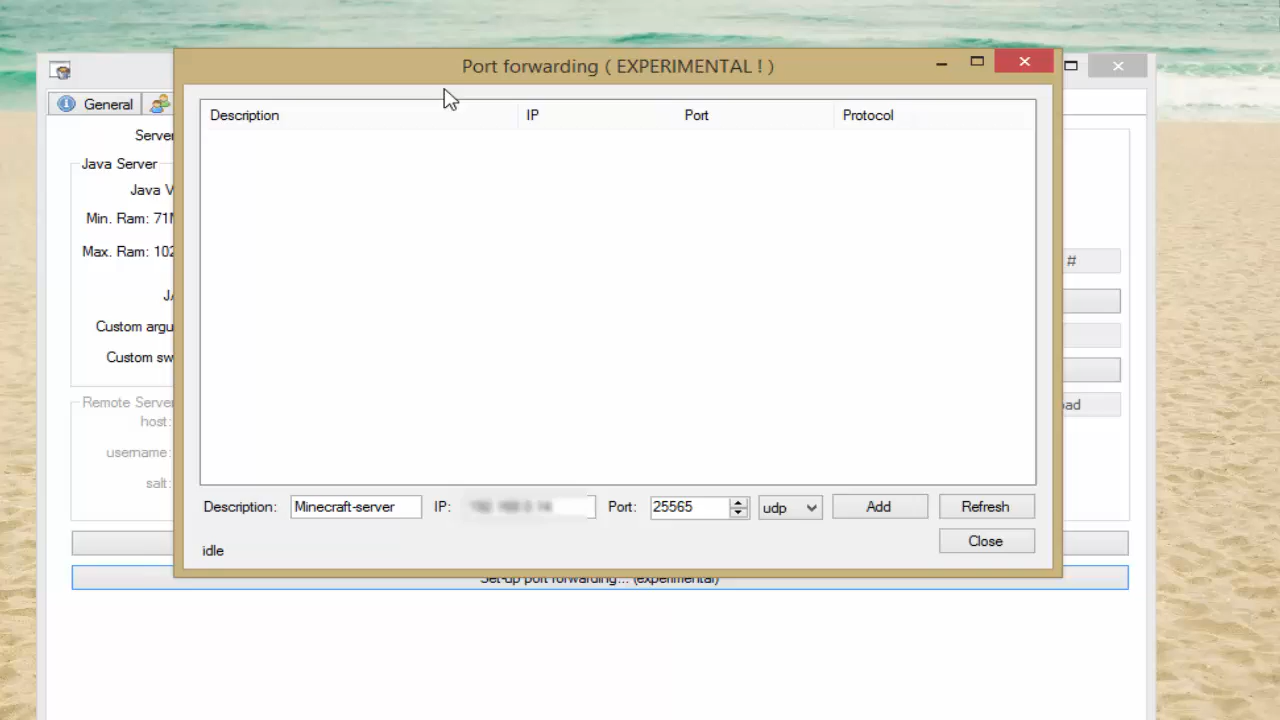 Port forwarding ( EXPERIMENTAL ! )
General
Description IP Port Protocol
Server
Java Server
Java V
Min. Ram: 71M
Max. Ram: 102
#
JA
Custom argu
Custom sw
Remote Server
oad
host:
username:
salt:
Description: Minecraft-server IP: Port: 25565 udp Add Refresh
Close
idle
Set-up port forwarding... (experimental)